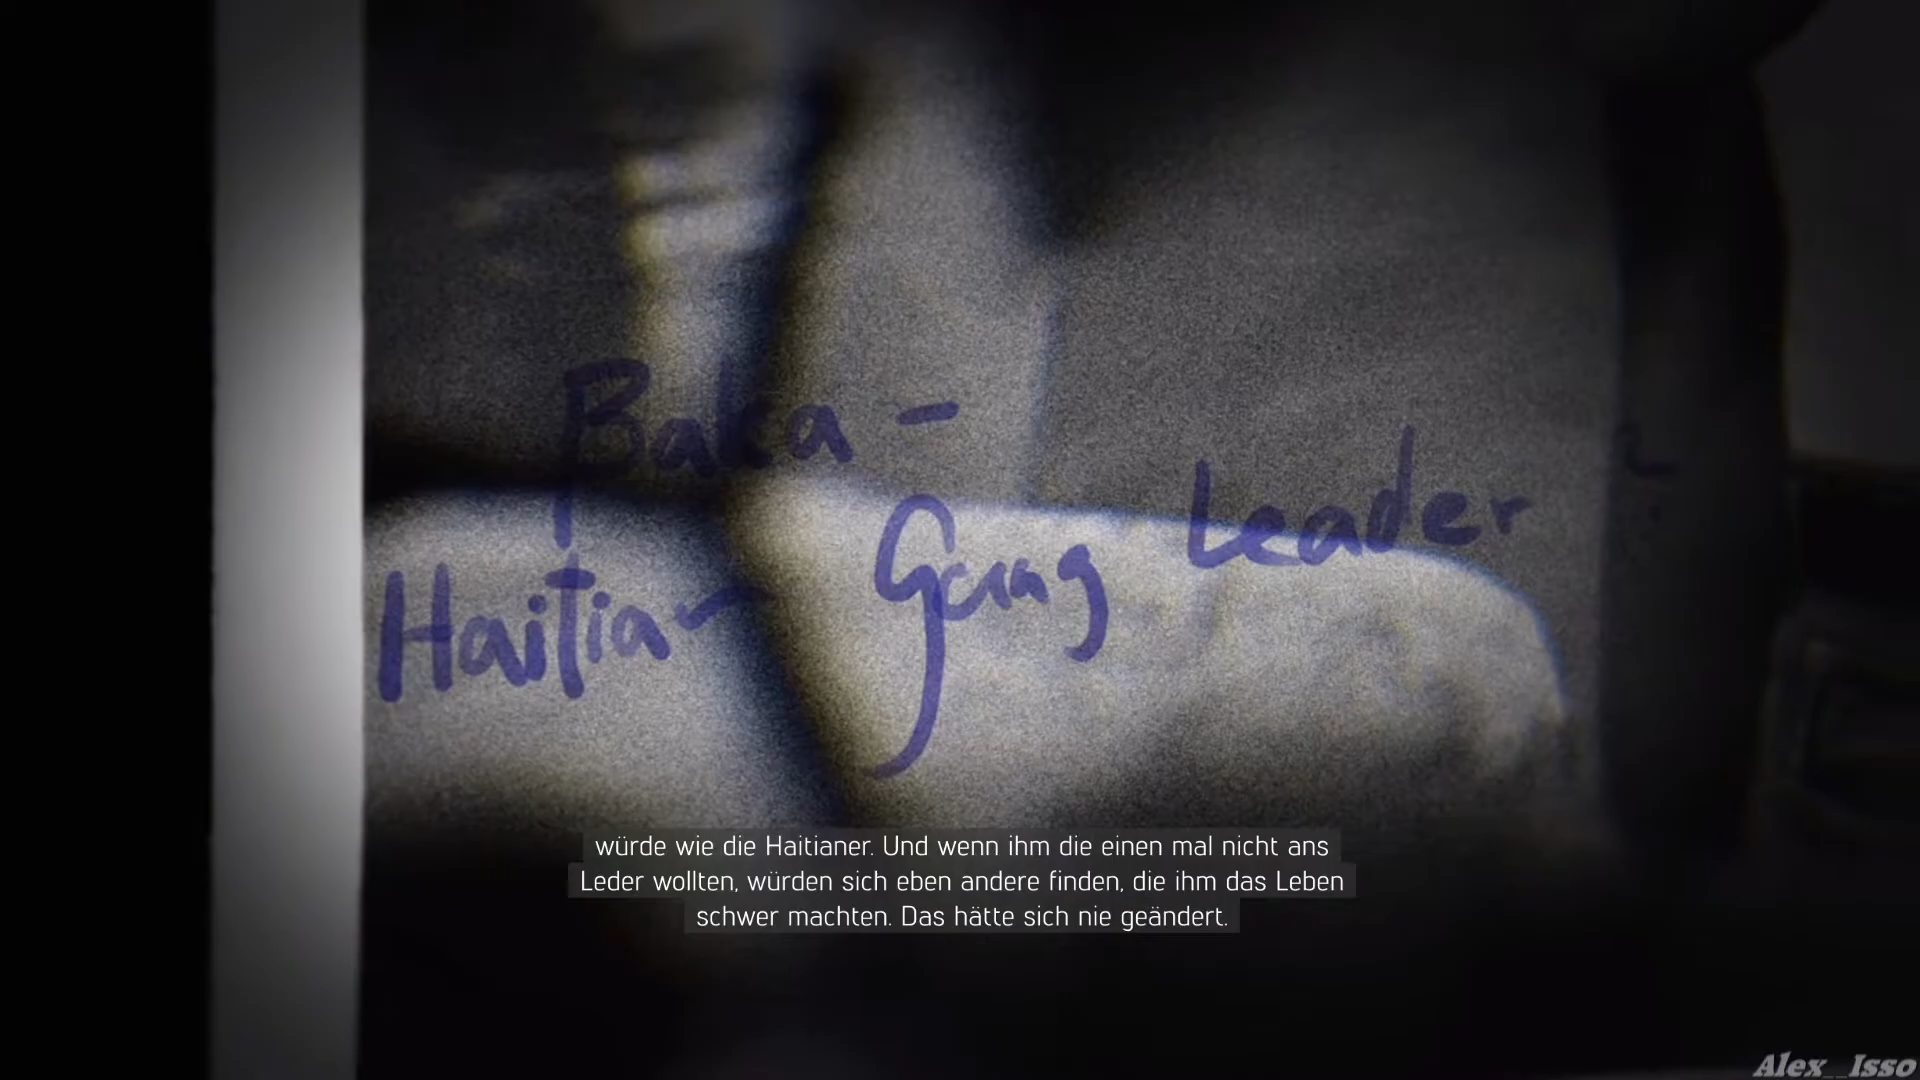 Baka -
Haitian Gang Leader
würde wie die Haitianer. Und wenn ihm die einen mal nicht ans
Leder wollten, würden sich eben andere finden, die ihm das Leben
schwer machten. Das hätte sich nie geändert.
Alex__Isso